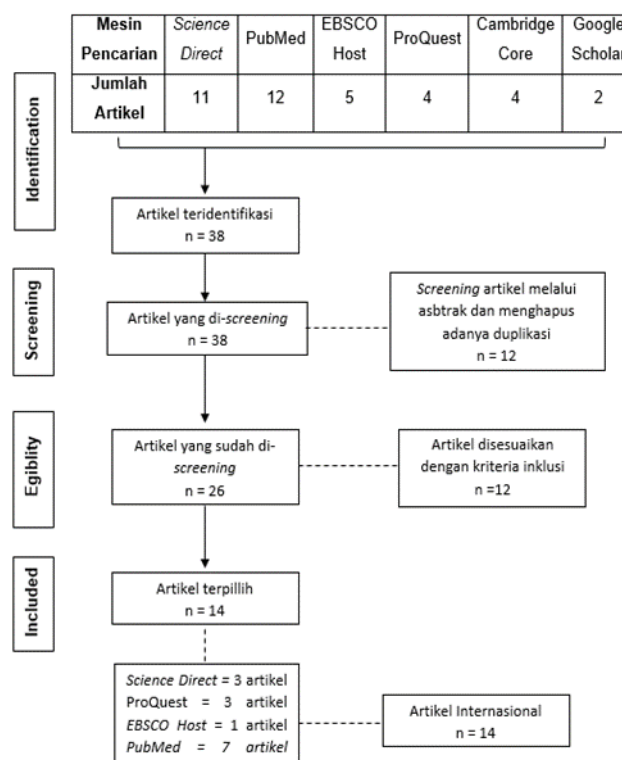 Mesin Pencarian Science Direct PubMed EBSCO Host ProQuest Cambridge Core Google Scholar
Jumlah Artikel 11 12 5 4 4 2
Identification
Artikel teridentifikasi
n = 38
Screening
Artikel yang di-screening
n = 38
Screening artikel melalui
asbtrak dan menghapus
adanya duplikasi
n = 12
Egiblity
Artikel yang sudah di-
screening
n = 26
Artikel disesuaikan
dengan kriteria inklusi
n =12
Included
Artikel terpillih
n = 14
Science Direct = 3 artikel
ProQuest = 3 artikel
EBSCO Host = 1 artikel
PubMed = 7 artikel
Artikel Internasional
n = 14